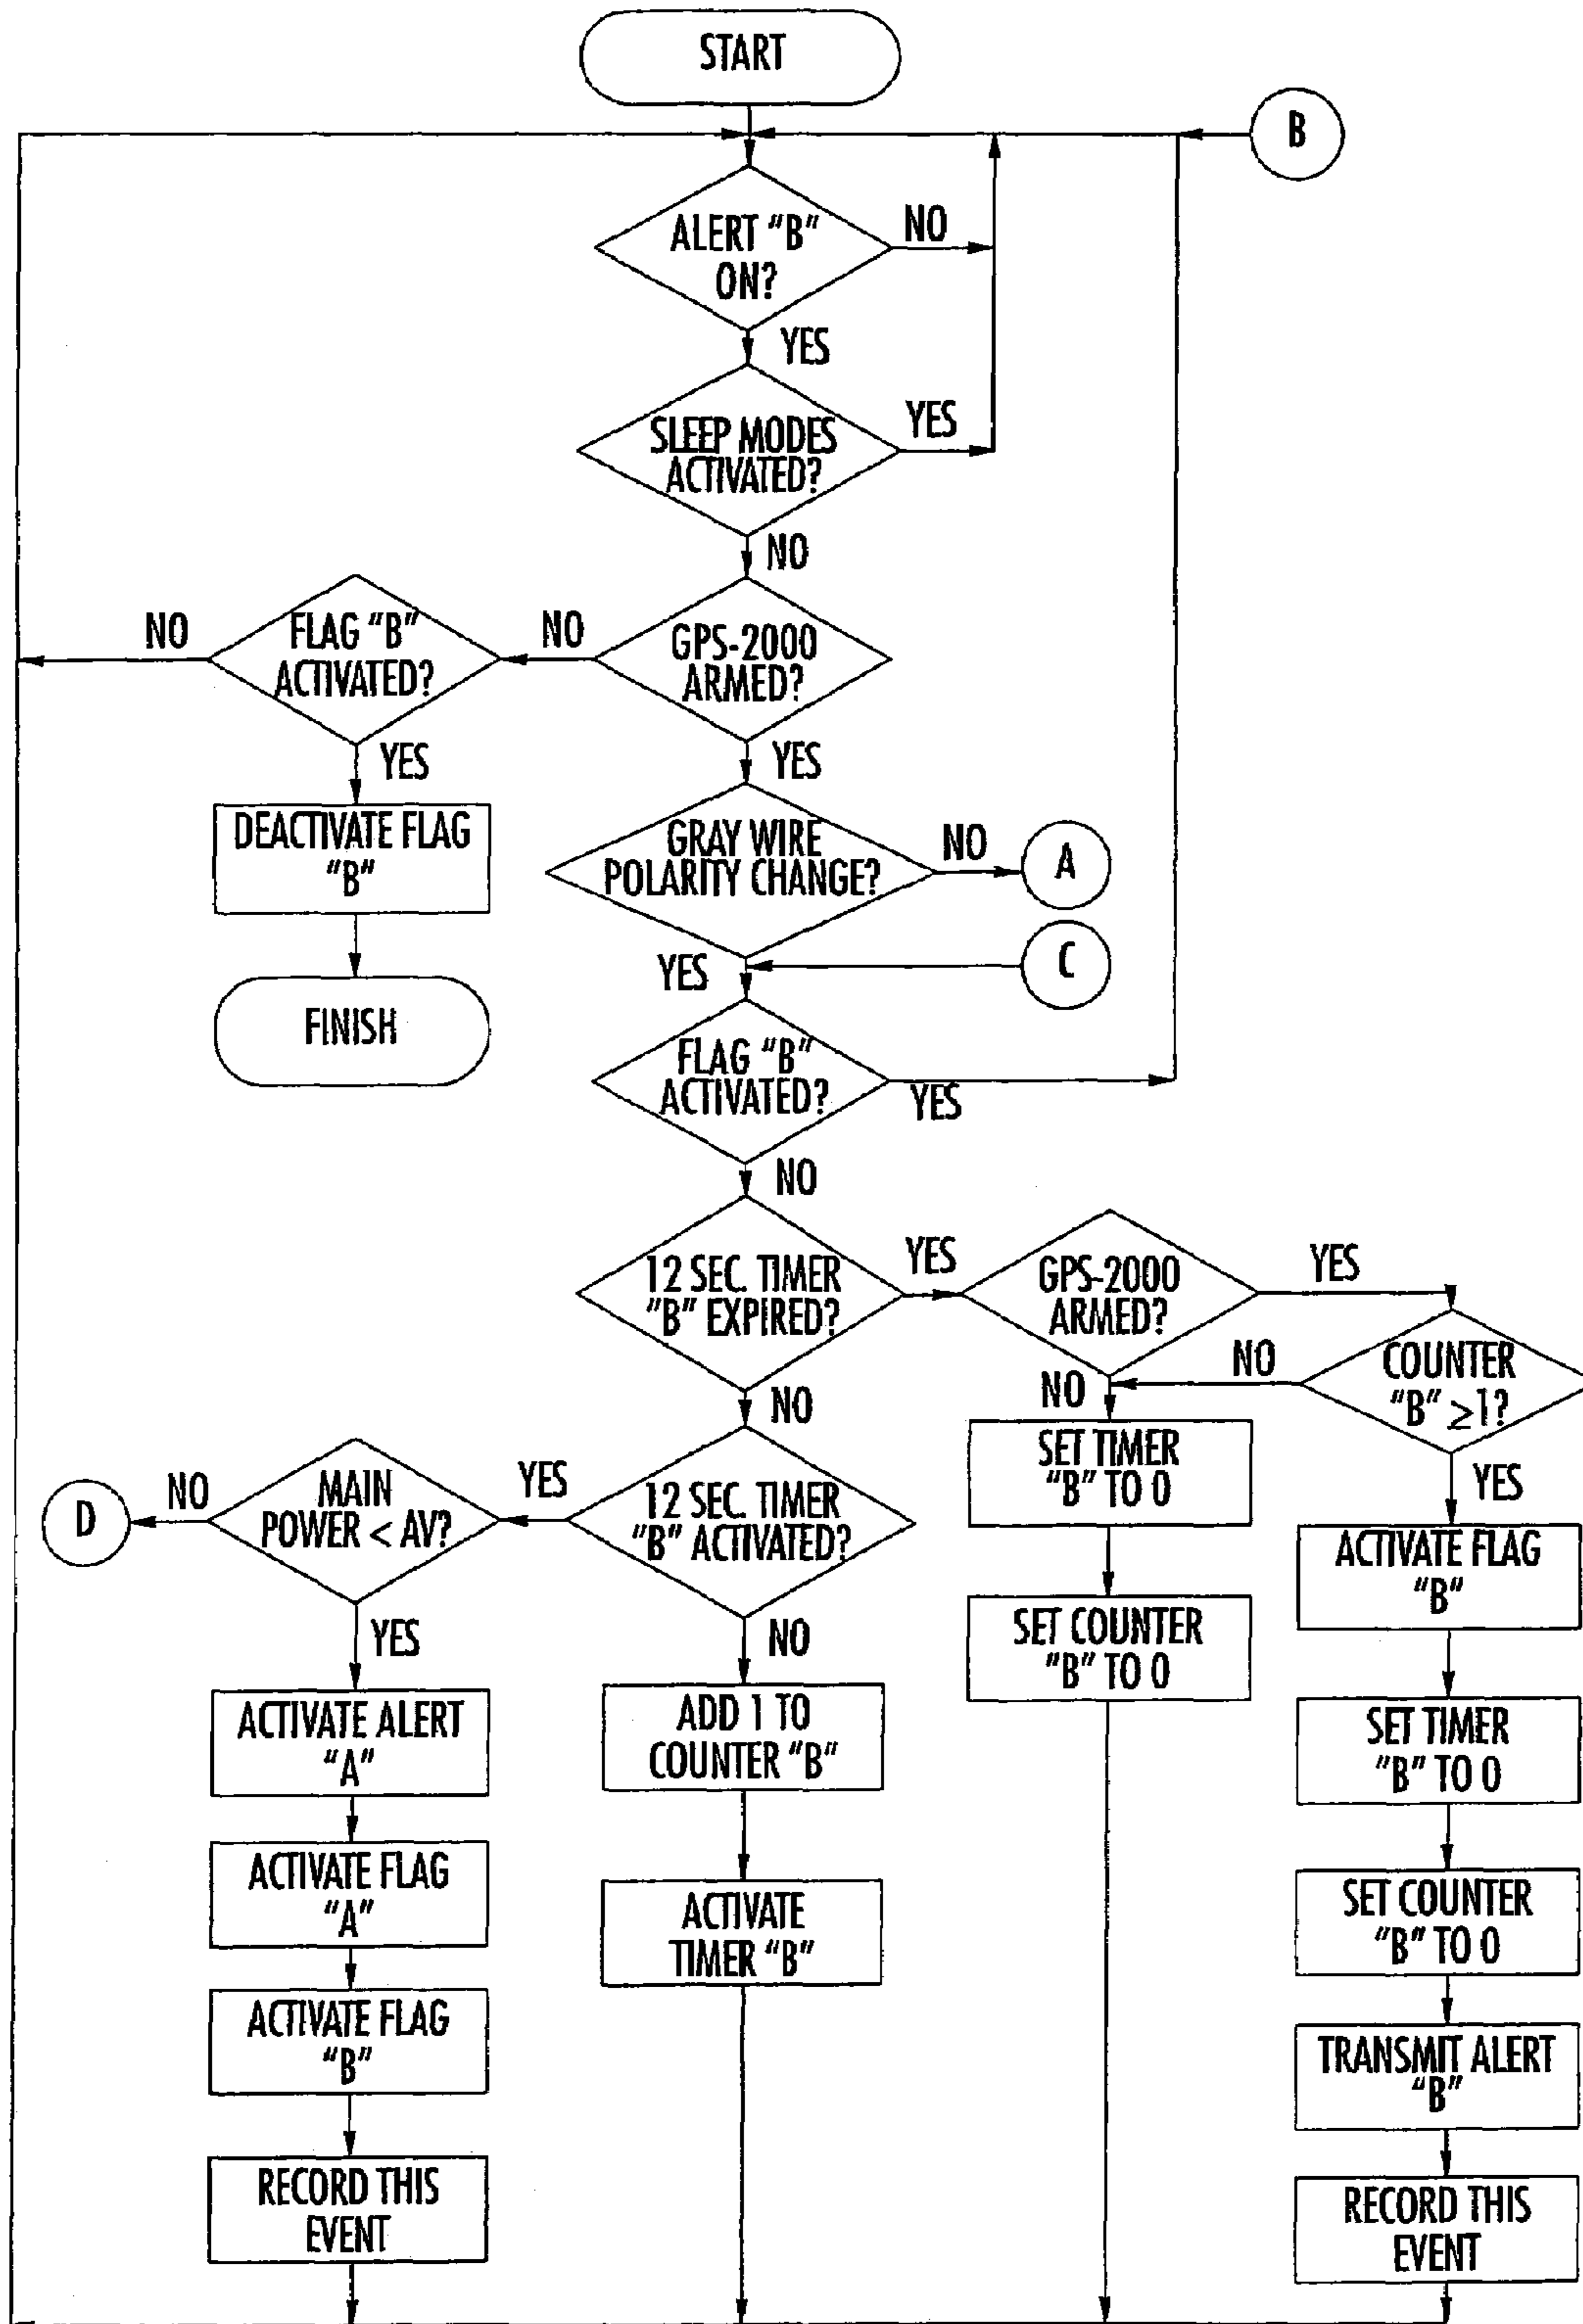 START
B
ALERT "B"
ON?
NO
YES
SLEEP MODES
ACTIVATED?
YES
NO
GPS-2000
ARMED?
NO
FLAG "B"
ACTIVATED?
NO
YES
DEACTIVATE FLAG
"B"
FINISH
YES
GRAY WIRE
POLARITY CHANGE?
NO
A
C
YES
FLAG "B"
ACTIVATED?
YES
NO
12 SEC. TIMER
"B" EXPIRED?
YES
GPS-2000
ARMED?
YES
COUNTER
"B" ≥1?
NO
NO
YES
SET TIMER
"B" TO 0
SET COUNTER
"B" TO 0
ACTIVATE FLAG
"B"
SET TIMER
"B" TO 0
SET COUNTER
"B" TO 0
TRANSMIT ALERT
"B"
RECORD THIS
EVENT
NO
12 SEC. TIMER
"B" ACTIVATED?
YES
MAIN
POWER < AV?
NO
D
YES
ACTIVATE ALERT
"A"
ACTIVATE FLAG
"A"
ACTIVATE FLAG
"B"
RECORD THIS
EVENT
NO
ADD 1 TO
COUNTER "B"
ACTIVATE
TIMER "B"